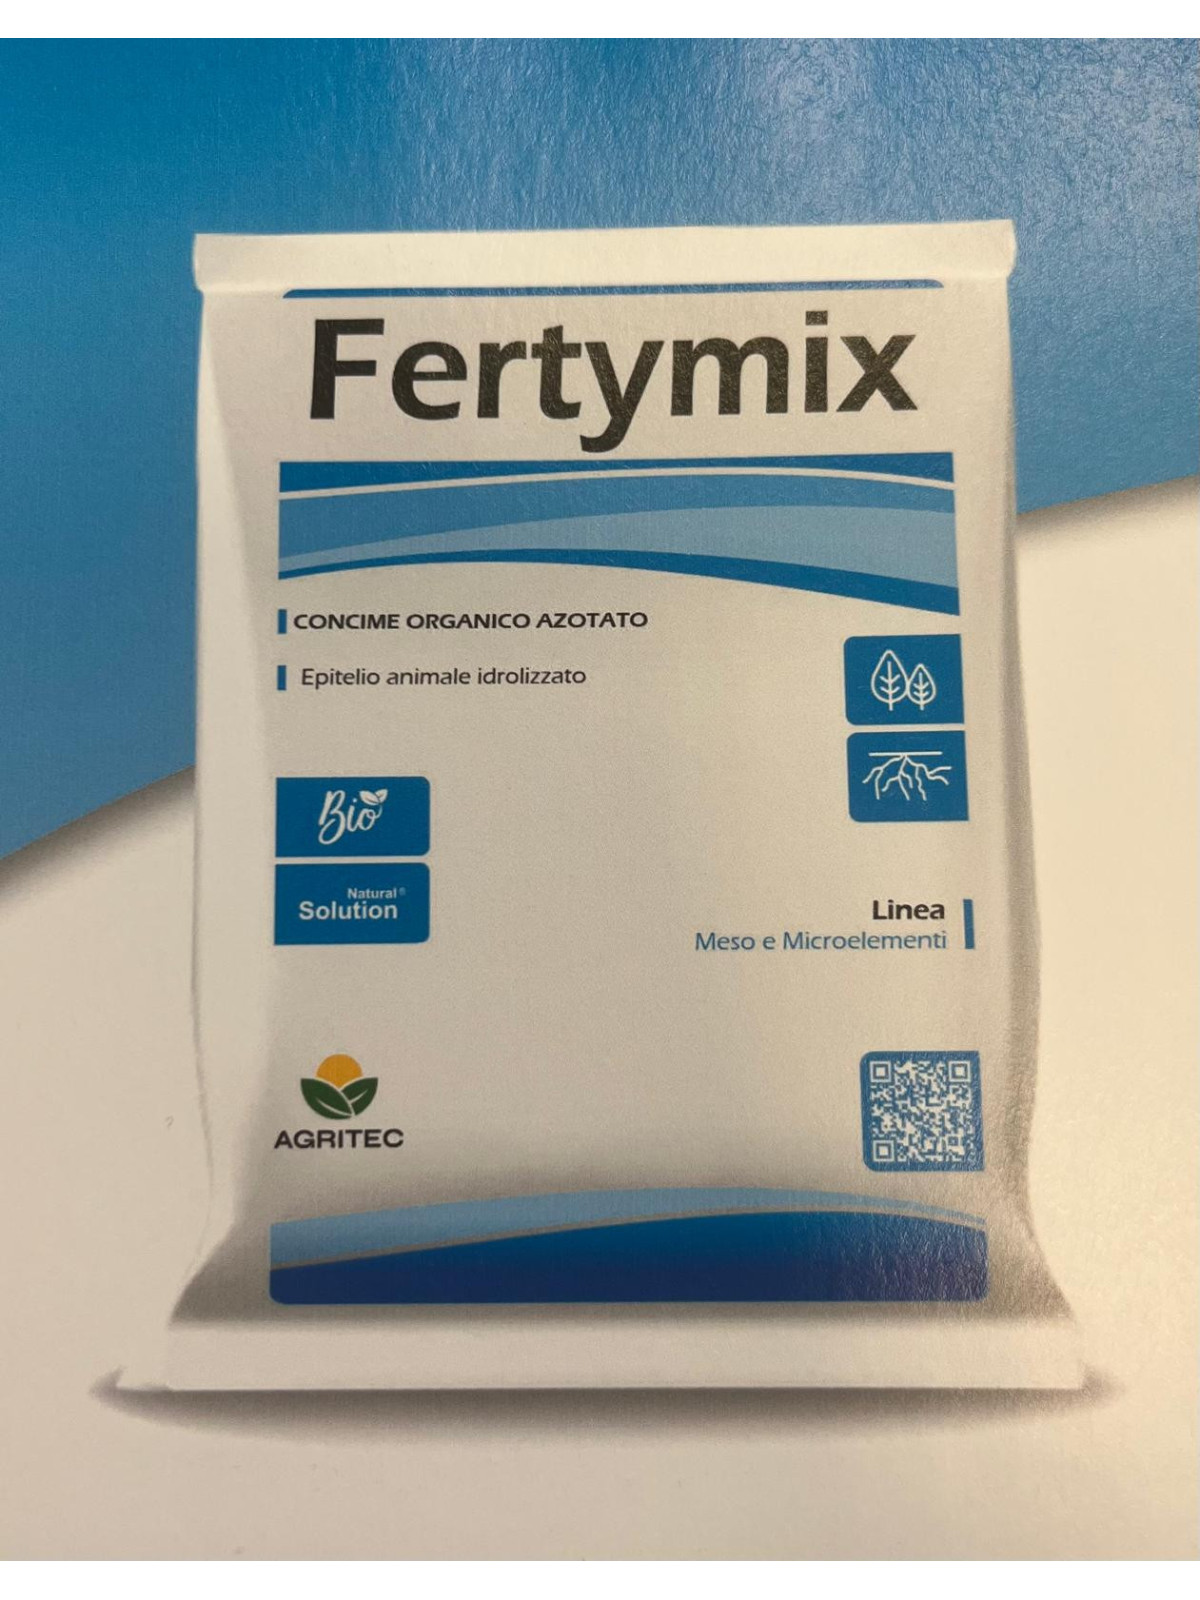 Fertymix
CONCIME ORGANICO AZOTATO
Epitelio animale idrolizzato
Bio
Natural®
Solution
Linea
Meso e Microelementi
AGRITEC